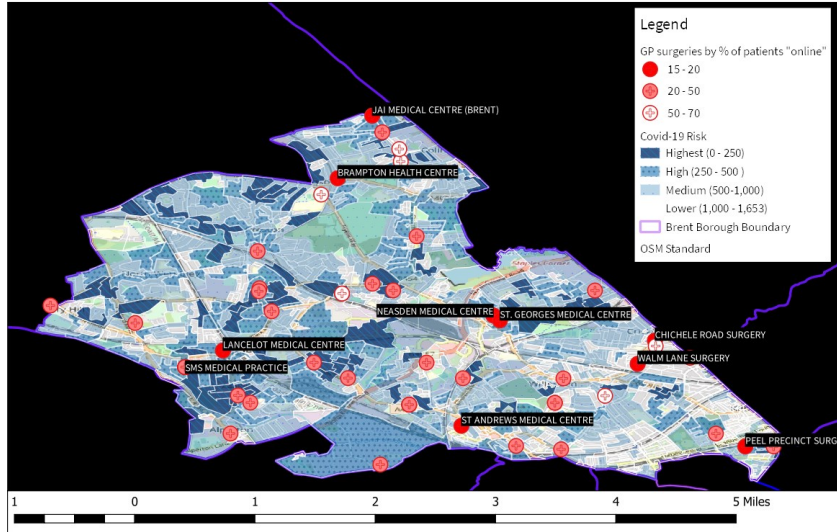 Legend
GP surgeries by % of patients "online"
15 - 20
20 - 50
50 - 70
Covid-19 Risk
Highest (0 - 250)
High (250 - 500 )
Medium (500-1,000)
Lower (1,000 - 1,653)
Brent Borough Boundary
OSM Standard
JAI MEDICAL CENTRE (BRENT)
BRAMPTON HEALTH CENTRE
NEASDEN MEDICAL CENTRE
ST. GEORGES MEDICAL CENTRE
CHICHELE ROAD SURGERY
LANCELOT MEDICAL CENTRE
WALM LANE SURGERY
SMS MEDICAL PRACTICE
ST ANDREWS MEDICAL CENTRE
PEEL PRECINCT SURG
1 0 1 2 3 4 5 Miles